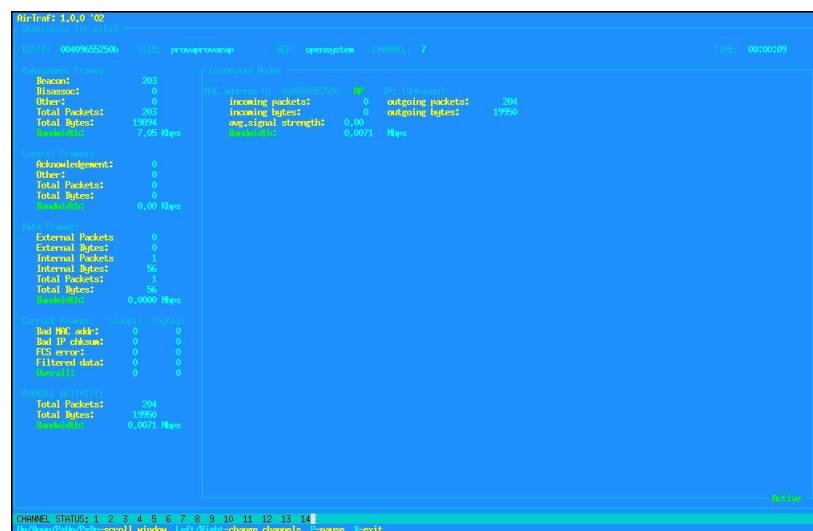 AirTraf: 1.0.0 '02
Statistics for wifi0
BSSID: 00409655250b SSID: provaprovaeap WEP: opensystem CHANNEL: 7 TIME: 00:00:09
Management Frames:
Beacon: 203
Disassoc: 0
Other: 0
Total Packets: 203
Total Bytes: 19894
Bandwidth: 7.05 Kbps
Control Frames:
Acknowledgement: 0
Other: 0
Total Packets: 0
Total Bytes: 0
Bandwidth: 0.00 Kbps
Data Frames:
External Packets 0
External Bytes: 0
Internal Packets 1
Internal Bytes: 56
Total Packets: 1
Total Bytes: 56
Bandwidth: 0.0000 Mbps
Corrupt Frames: (count) (bytes)
Bad MAC addr: 0 0
Bad IP chksum: 0 0
FCS error: 0 0
Filtered data: 0 0
Overall: 0 0
OVERALL ACTIVITY:
Total Packets: 204
Total Bytes: 19950
Bandwidth: 0.0071 Mbps
Connected Nodes
MAC address 0: 00409655250b - AP IP: (Unknown)
incoming packets: 0 outgoing packets: 204
incoming bytes: 0 outgoing bytes: 19950
avg.signal strength: 0.00
Bandwidth: 0.0071 Mbps
Active
CHANNEL STATUS: 1 2 3 4 5 6 7 8 9 10 11 12 13 14
Up/Down/PgUp/PgDn-scroll window Left/Right-change channels P-pause X-exit